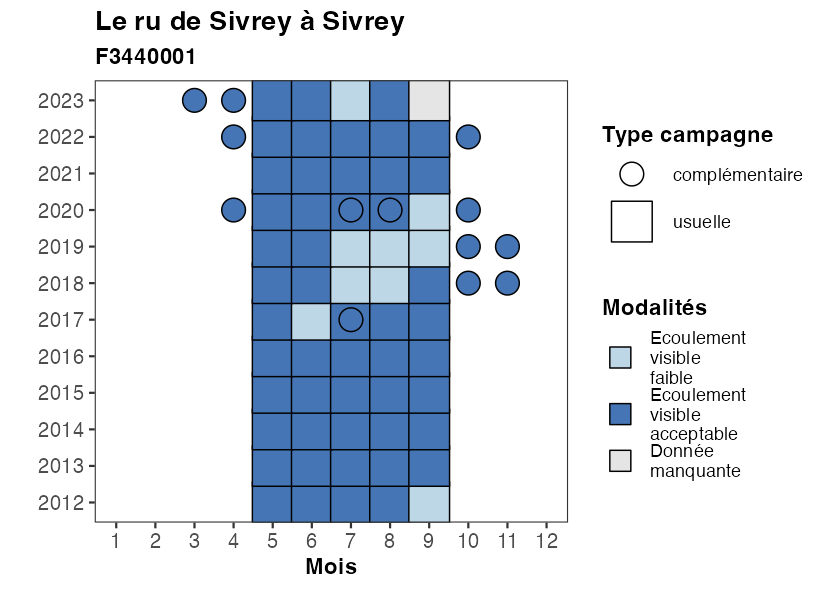 Le ru de Sivrey à Sivrey
F3440001
2023
2022
2021
2020
2019
2018
2017
2016
2015
2014
2013
2012
1 2 3 4 5 6 7 8 9 10 11 12
Mois
Type campagne
complémentaire
usuelle
Modalités
Ecoulement
visible
faible
Ecoulement
visible
acceptable
Donnée
manquante